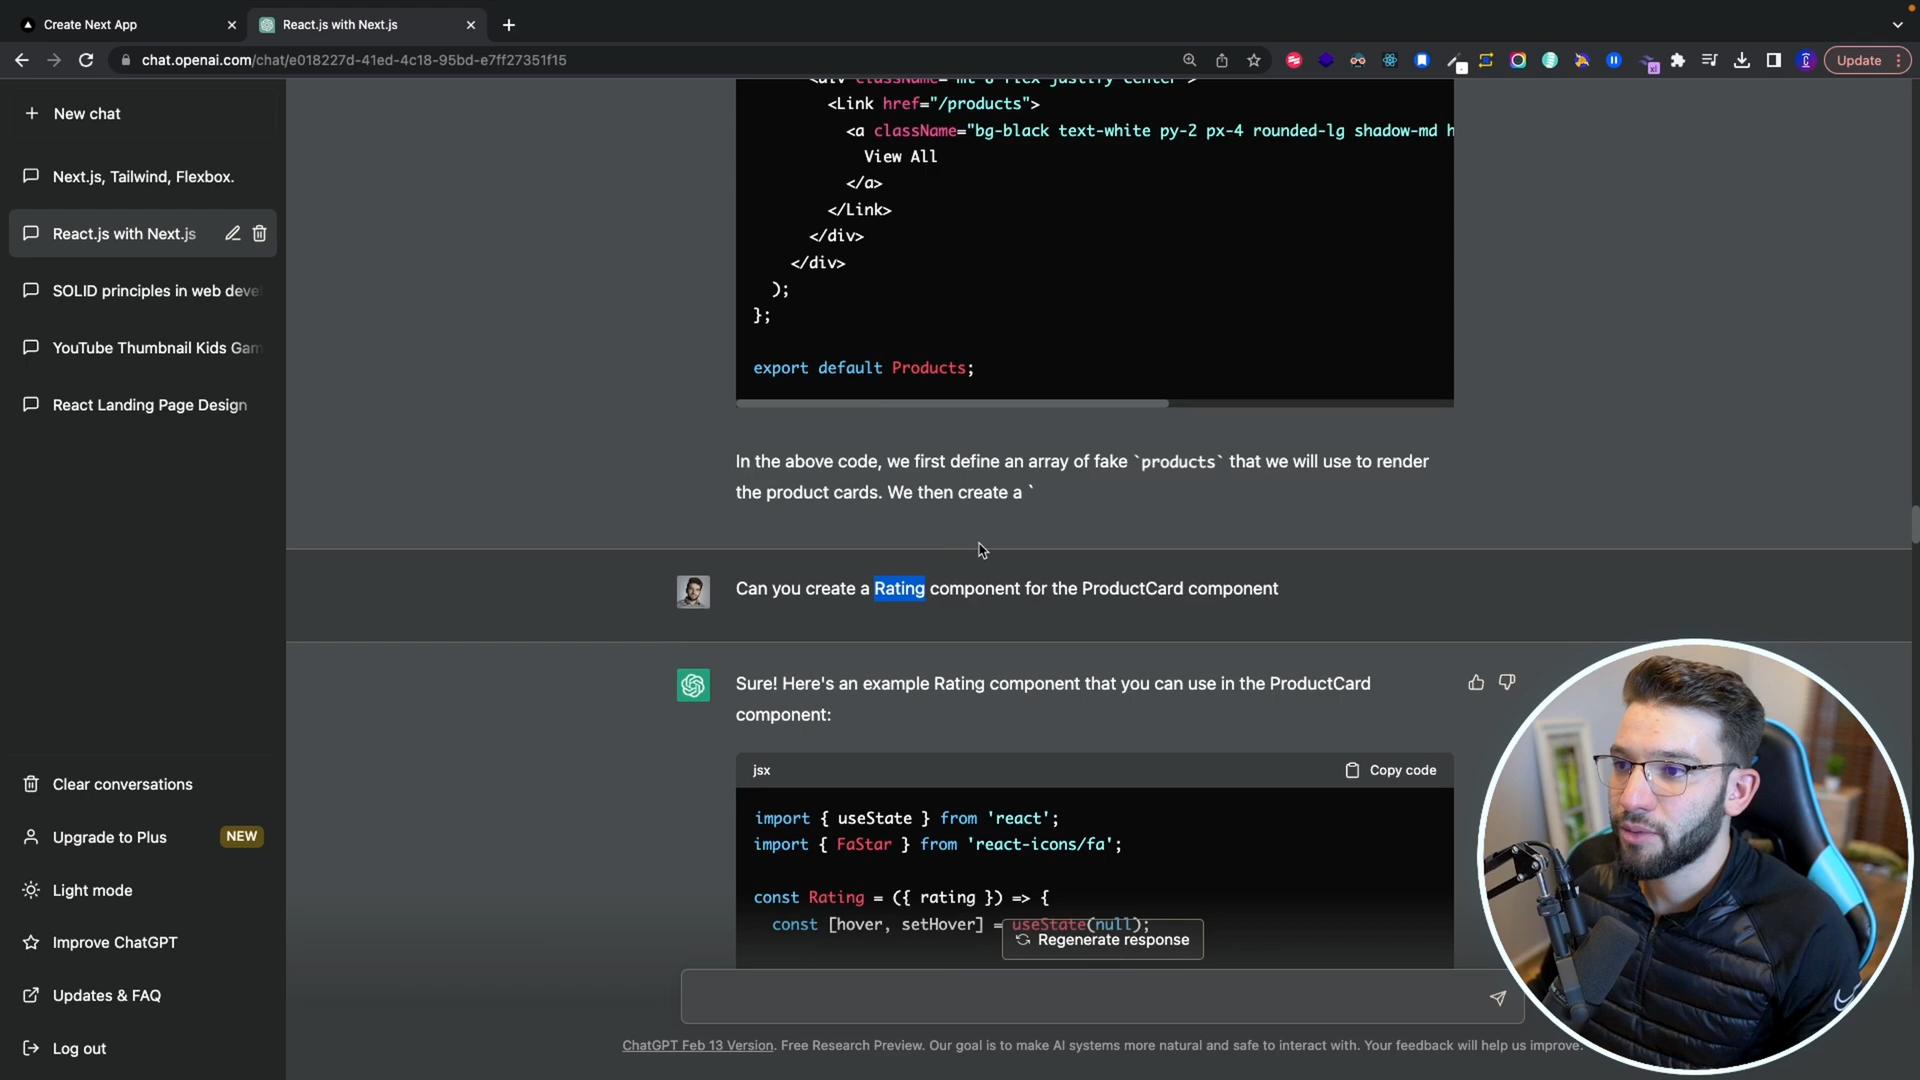 Create Next App
React.js with Next.js
chat.openai.com/chat/e018227d-41ed-4c18-95bd-e7ff27351f15
Update
New chat
Next.js, Tailwind, Flexbox.
React.js with Next.js
SOLID principles in web deve
YouTube Thumbnail Kids Gam
React Landing Page Design
Clear conversations
Upgrade to Plus NEW
Light mode
Improve ChatGPT
Updates & FAQ
Log out
<div className="mt-8 flex justify-center">
<Link href="/products">
<a className="bg-black text-white py-2 px-4 rounded-lg shadow-md h
View All
</a>
</Link>
</div>
</div>
);
};
export default Products;
In the above code, we first define an array of fake `products` that we will use to render
the product cards. We then create a `
Can you create a Rating component for the ProductCard component
Sure! Here's an example Rating component that you can use in the ProductCard
component:
jsx
Copy code
import { useState } from 'react';
import { FaStar } from 'react-icons/fa';
const Rating = ({ rating }) => {
const [hover, setHover] = useState(null);
Regenerate response
ChatGPT Feb 13 Version. Free Research Preview. Our goal is to make AI systems more natural and safe to interact with. Your feedback will help us improve.